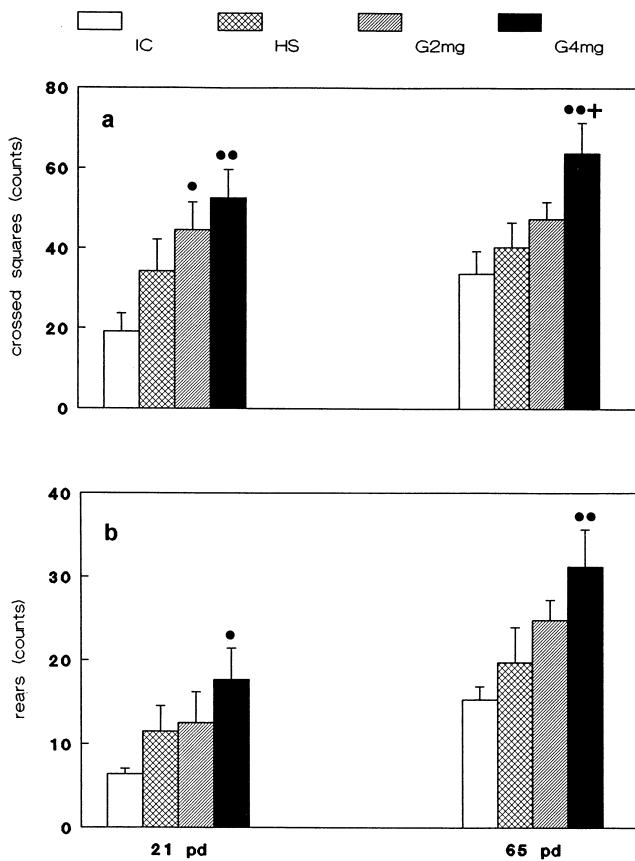 IC HS G2mg G4mg
80
60
40
20
0
crossed squares (counts)
a
●
●●
●●+
40
30
20
10
0
rears (counts)
b
●
●●
21 pd 65 pd